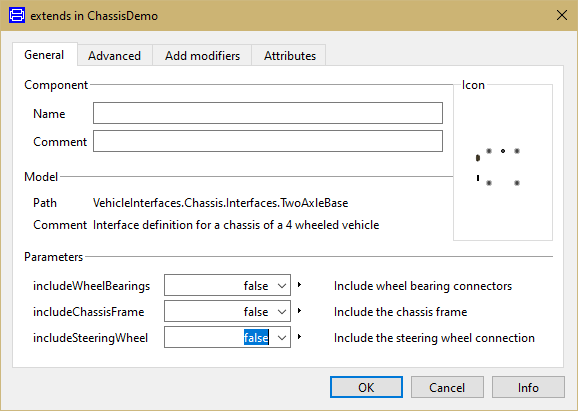 extends in ChassisDemo
General Advanced Add modifiers Attributes
Component Icon
Name
Comment
Model
Path VehicleInterfaces.Chassis.Interfaces.TwoAxleBase
Comment Interface definition for a chassis of a 4 wheeled vehicle
Parameters
includeWheelBearings false Include wheel bearing connectors
includeChassisFrame false Include the chassis frame
includeSteeringWheel false Include the steering wheel connection
OK Cancel Info